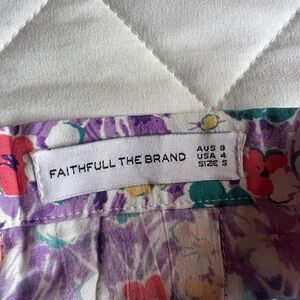 FAITHFULL THE BRAND
AUS 8
USA 4
SIZE S